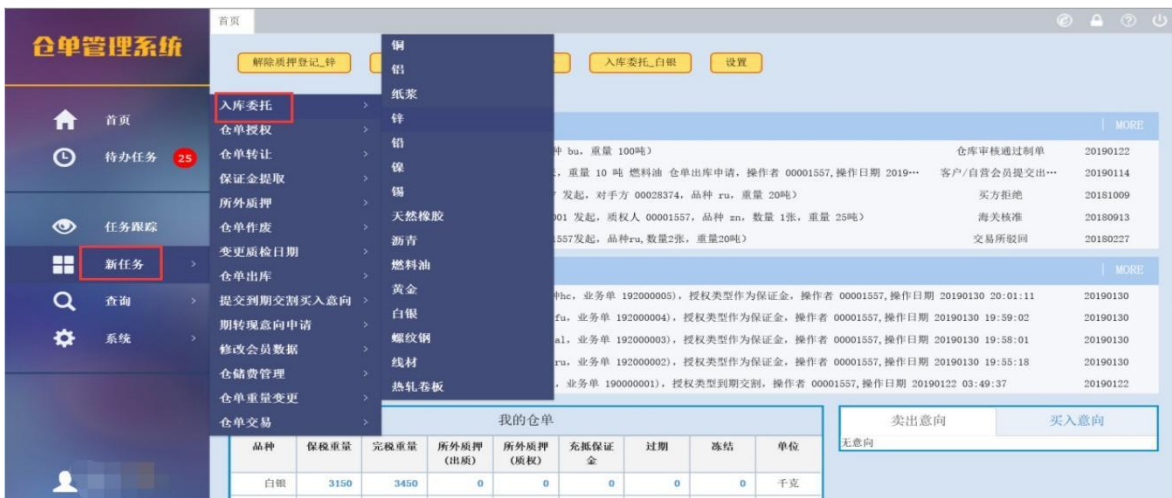 首页
仓单管理系统
首页
待办任务 25
任务跟踪
新任务 >
查询 >
系统 >
解除质押登记_锌
入库委托_白银
设置
入库委托 >
仓单授权 >
仓单转让 >
保证金提取 >
所外质押 >
仓单作废 >
变更质检日期 >
仓单出库 >
提交到期交割买入意向 >
期转现意向申请 >
修改会员数据 >
仓储费管理 >
仓单重量变更 >
仓单交易 >
铜
铝
纸浆
锌
铅
镍
锡
天然橡胶
沥青
燃料油
黄金
白银
螺纹钢
线材
热轧卷板
| MORE
bu，重量 100吨） 仓库审核通过制单 20190122
，重量 10 吨 燃料油 仓单出库申请，操作者 00001557,操作日期 2019… 客户/自营会员提交出… 20190114
发起，对手方 00028374，品种 ru，重量 20吨） 买方拒绝 20181009
001 发起，质权人 00001557，品种 zn，数量 1张，重量 25吨） 海关核准 20180913
1557发起，品种ru,数量2张，重量20吨） 交易所驳回 20180227
| MORE
hc，业务单 192000005），授权类型作为保证金，操作者 00001557,操作日期 20190130 20:01:11 20190130
fu，业务单 192000004），授权类型作为保证金，操作者 00001557,操作日期 20190130 19:59:02 20190130
al，业务单 192000003），授权类型作为保证金，操作者 00001557,操作日期 20190130 19:58:01 20190130
ru，业务单 192000002），授权类型作为保证金，操作者 00001557,操作日期 20190130 19:55:18 20190130
，业务单 190000001），授权类型到期交割，操作者 00001557,操作日期 20190122 03:49:37 20190122
我的仓单
品种 保税重量 完税重量 所外质押（出质） 所外质押（质权） 充抵保证金 过期 冻结 单位
白银 3150 3450 0 0 0 0 0 千克
卖出意向 买入意向
无意向